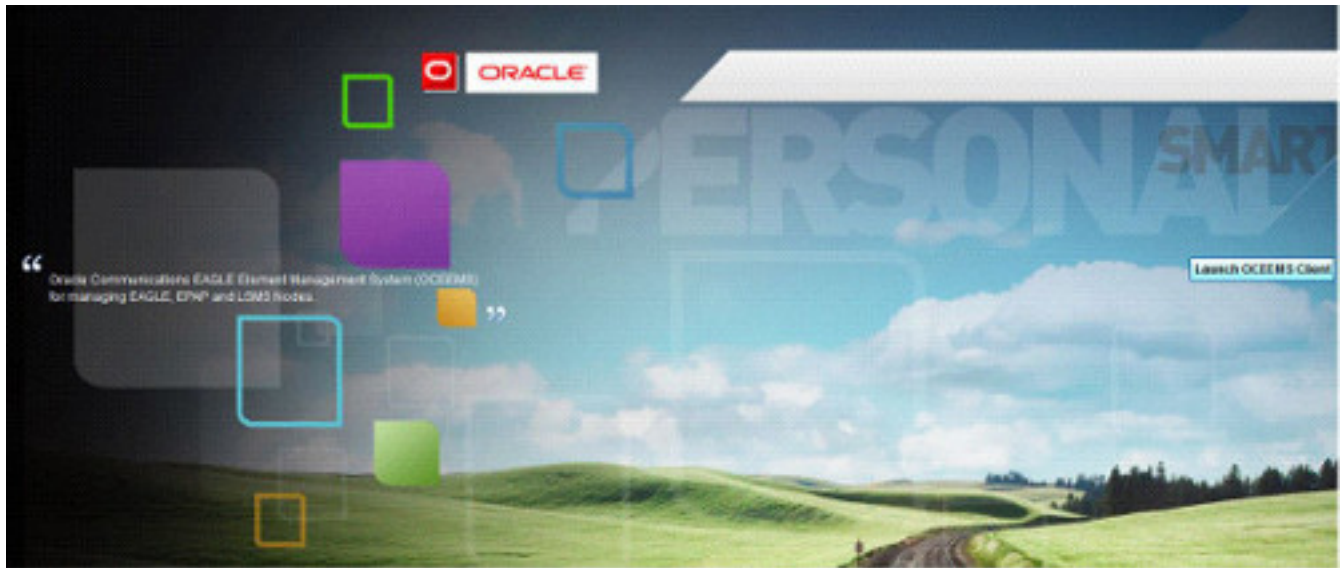 O ORACLE
PERSONAL
SMART
“ Oracle Communications EAGLE Element Management System (OCEEMS)
for managing EAGLE, EPAP and LSMS Nodes. ”
Launch OCEEMS Client